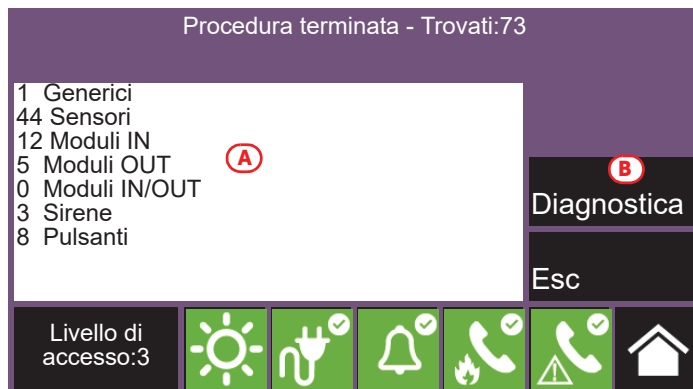 Procedura terminata - Trovati:73
1 Generici
44 Sensori
12 Moduli IN
5 Moduli OUT
0 Moduli IN/OUT
3 Sirene
8 Pulsanti
A
B
Diagnostica
Esc
Livello di
accesso:3